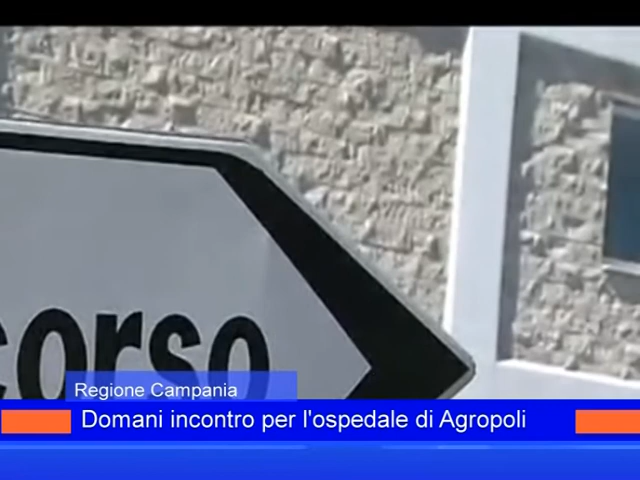 corso
Regione Campania
Domani incontro per l'ospedale di Agropoli